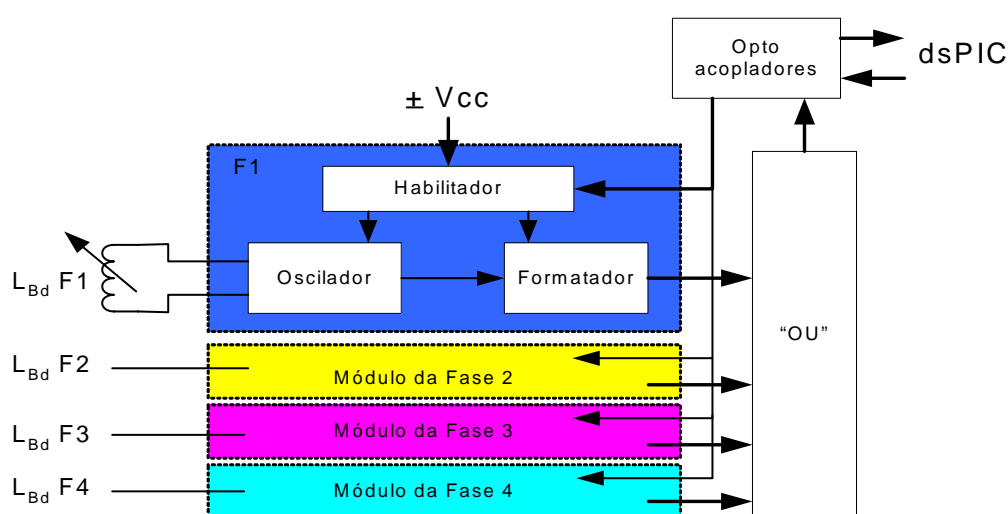 Opto
acopladores
dsPIC
± Vcc
F1
Habilitador
Oscilador
Formatador
L_Bd F1
"OU"
L_Bd F2
Módulo da Fase 2
L_Bd F3
Módulo da Fase 3
L_Bd F4
Módulo da Fase 4